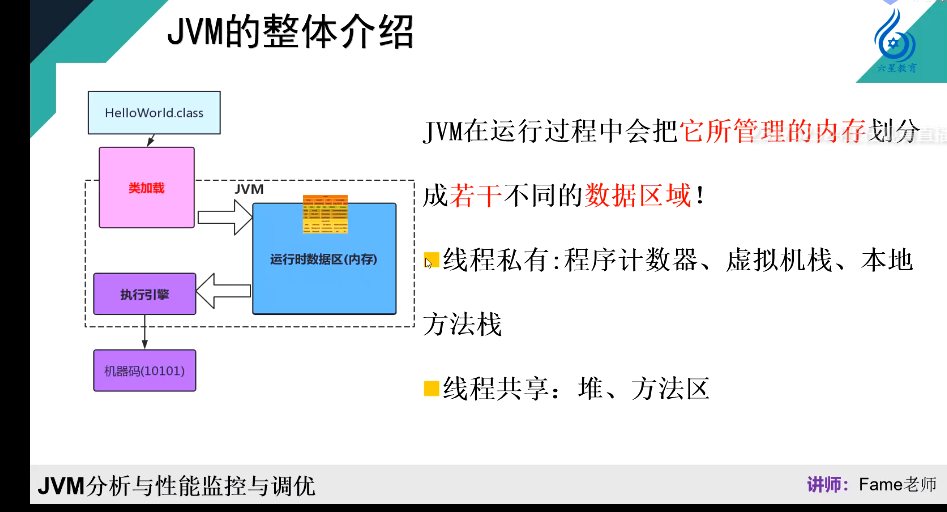 JVM的整体介绍
六星教育
HelloWorld.class
类加载
JVM
运行时数据区(内存)
执行引擎
机器码(10101)
JVM在运行过程中会把它所管理的内存划分
成若干不同的数据区域！
线程私有:程序计数器、虚拟机栈、本地
方法栈
线程共享：堆、方法区
JVM分析与性能监控与调优
讲师：Fame老师